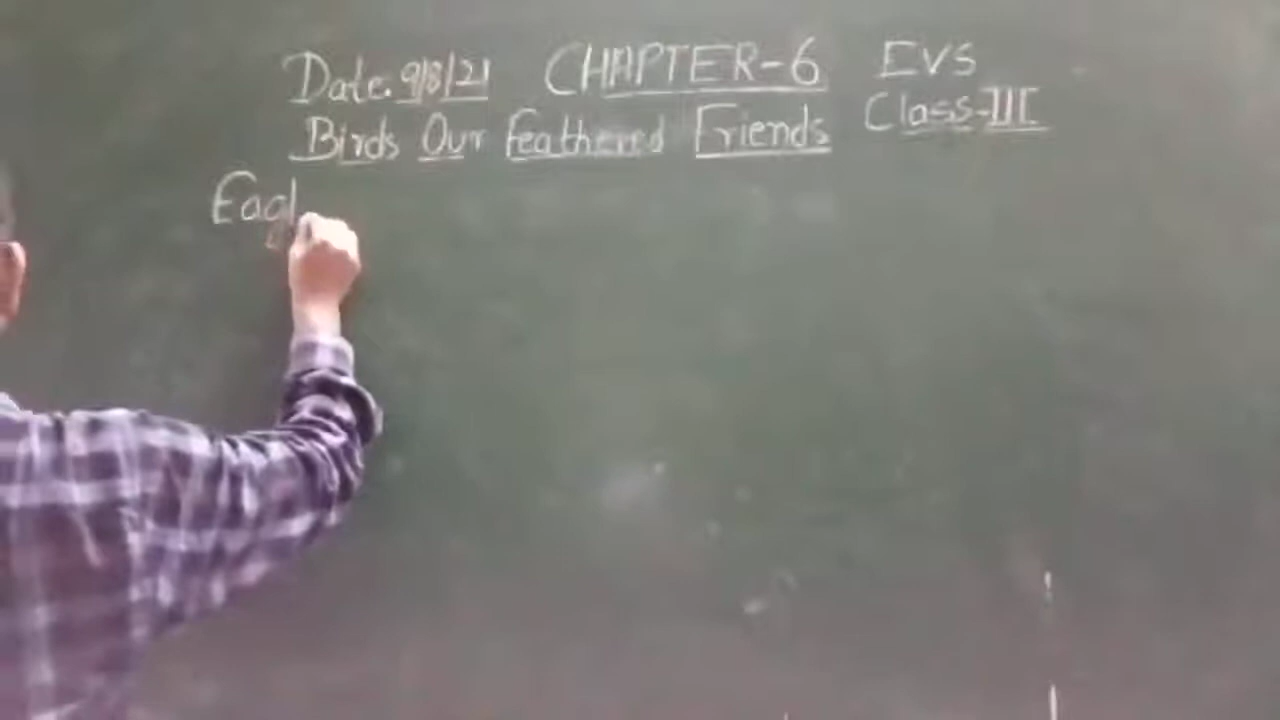 Date. 9/8/21 CHAPTER-6 EVS
Birds Our Feathered Friends Class-III
Eagl